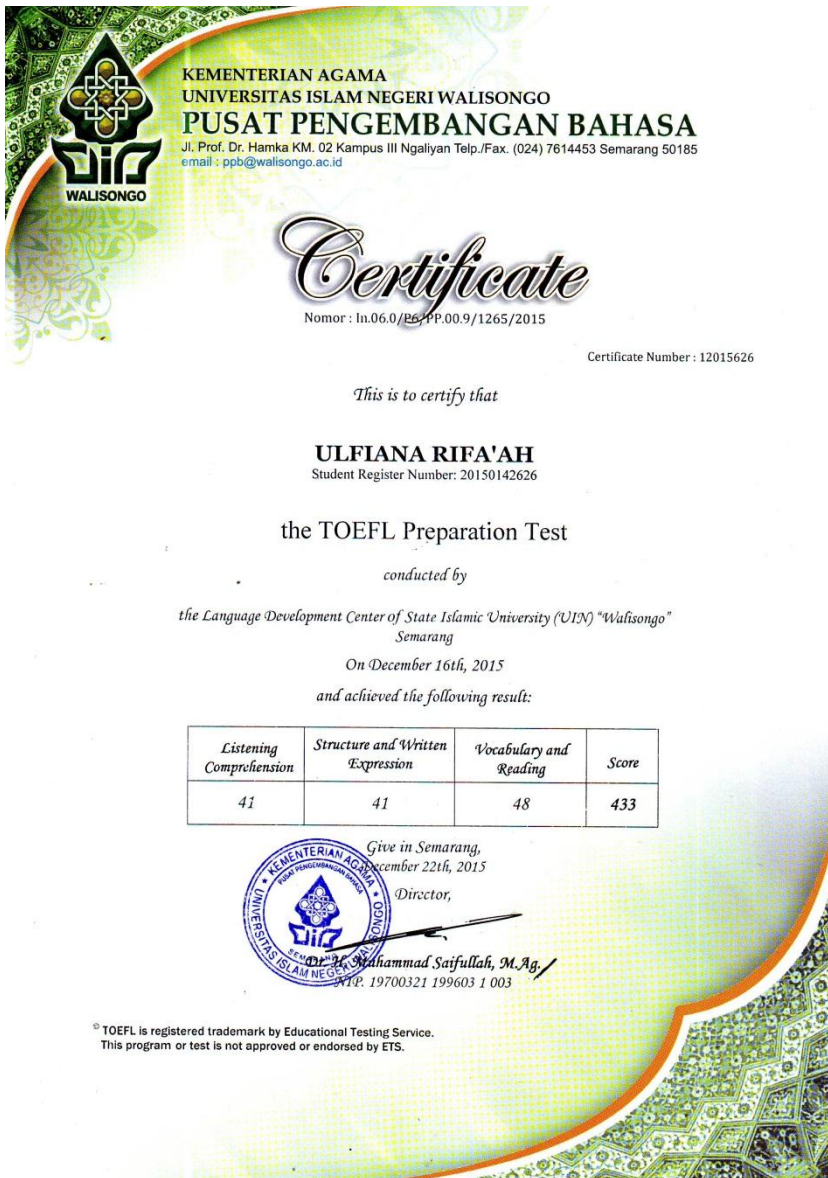 KEMENTERIAN AGAMA
UNIVERSITAS ISLAM NEGERI WALISONGO
PUSAT PENGEMBANGAN BAHASA
Jl. Prof. Dr. Hamka KM. 02 Kampus III Ngaliyan Telp./Fax. (024) 7614453 Semarang 50185
email : ppb@walisongo.ac.id
WALISONGO
Certificate
Nomor : In.06.0/P6/PP.00.9/1265/2015
Certificate Number : 12015626
This is to certify that
ULFIANA RIFA'AH
Student Register Number: 20150142626
the TOEFL Preparation Test
conducted by
the Language Development Center of State Islamic University (UIN) “Walisongo”
Semarang
On December 16th, 2015
and achieved the following result:
Listening Comprehension
Structure and Written Expression
Vocabulary and Reading
Score
41 41 48 433
Give in Semarang,
December 22th, 2015
Director,
KEMENTERIAN AGAMA
PUSAT PENGEMBANGAN BAHASA
UNIVERSITAS ISLAM NEGERI WALISONGO
SEMARANG
Dr. H. Muhammad Saifullah, M.Ag.
NIP. 19700321 199603 1 003
© TOEFL is registered trademark by Educational Testing Service.
This program or test is not approved or endorsed by ETS.